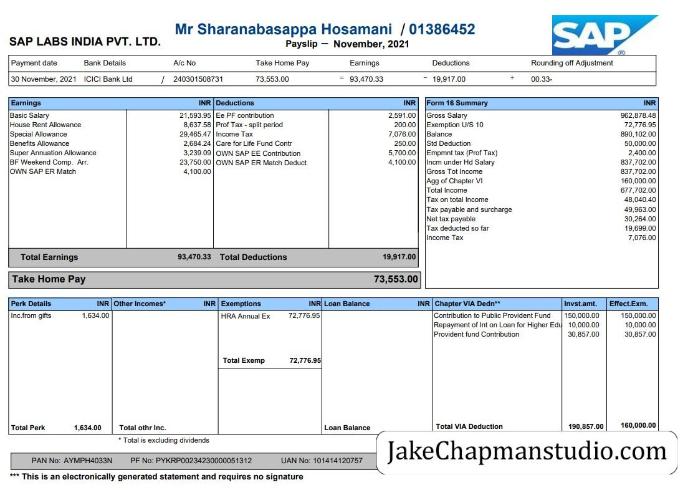 Mr Sharanabasappa Hosamani / 01386452
SAP LABS INDIA PVT. LTD.
Payslip – November, 2021
SAP
Payment date Bank Details A/c No Take Home Pay Earnings Deductions Rounding off Adjustment
30 November, 2021 ICICI Bank Ltd / 240301508731 73,553.00 = 93,470.33 - 19,917.00 + 00.33-
Earnings INR Deductions INR Form 16 Summary INR
Basic Salary 21,593.95 Ee PF contribution 2,591.00 Gross Salary 962,878.48
House Rent Allowance 8,637.58 Prof Tax - split period 200.00 Exemption U/S 10 72,776.95
Special Allowance 29,465.47 Income Tax 7,076.00 Balance 890,102.00
Benefits Allowance 2,684.24 Care for Life Fund Contr 250.00 Std Deduction 50,000.00
Super Annuation Allowance 3,239.09 OWN SAP EE Contribution 5,700.00 Empmnt tax (Prof Tax) 2,400.00
BF Weekend Comp. Arr. 23,750.00 OWN SAP ER Match Deduct 4,100.00 Incm under Hd Salary 837,702.00
OWN SAP ER Match 4,100.00 Gross Tot Income 837,702.00
Agg of Chapter VI 160,000.00
Total Income 677,702.00
Tax on total Income 48,040.40
Tax payable and surcharge 49,963.00
Net tax payable 30,264.00
Tax deducted so far 19,699.00
Income Tax 7,076.00
Total Earnings 93,470.33 Total Deductions 19,917.00
Take Home Pay 73,553.00
Perk Details INR Other Incomes* INR Exemptions INR Loan Balance INR Chapter VIA Dedn** Invst.amt. Effect.Exm.
Inc.from gifts 1,634.00 HRA Annual Ex 72,776.95 Contribution to Public Provident Fund 150,000.00 150,000.00
Repayment of Int on Loan for Higher Edu 10,000.00 10,000.00
Provident fund Contribution 30,857.00 30,857.00
Total Exemp 72,776.95
Total Perk 1,634.00 Total othr Inc. Loan Balance Total VIA Deduction 190,857.00 160,000.00
* Total is excluding dividends
PAN No: AYMPH4033N PF No: PYKRP00234230000051312 UAN No: 101414120757
JakeChapmanstudio.com
*** This is an electronically generated statement and requires no signature